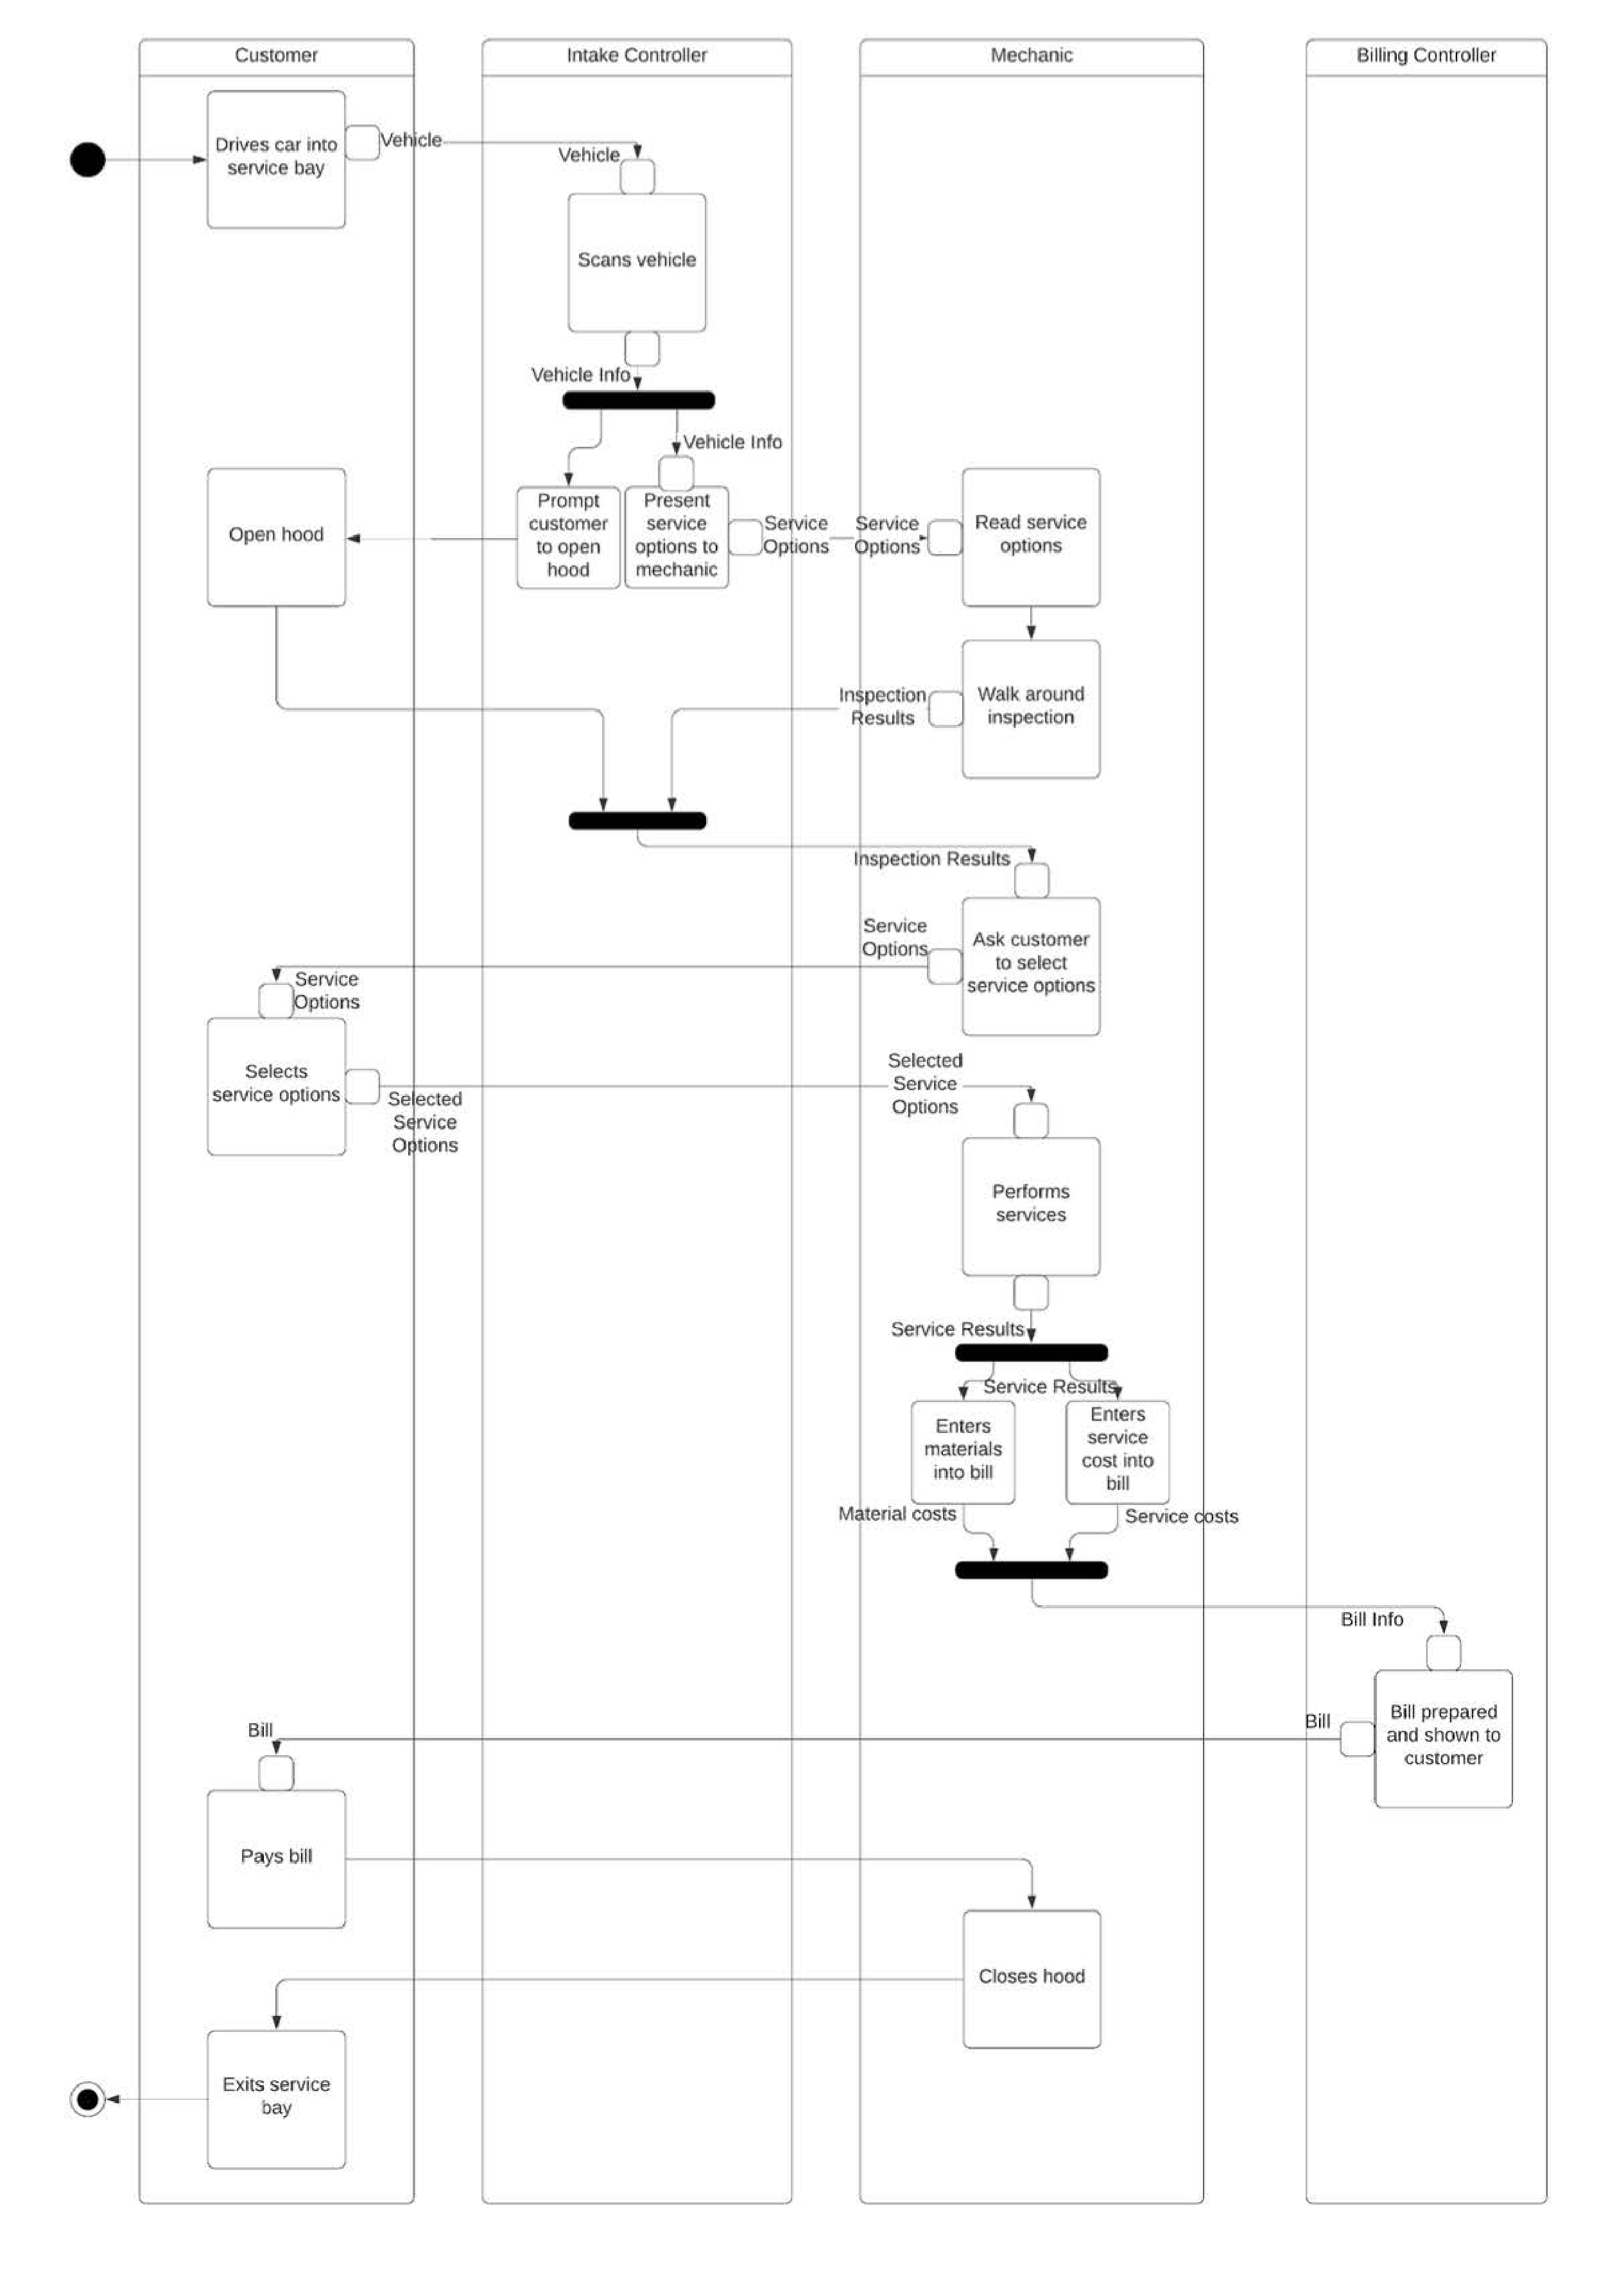 Customer
Intake Controller
Mechanic
Billing Controller
Drives car into
service bay
Vehicle
Vehicle
Scans vehicle
Vehicle Info
Vehicle Info
Open hood
Prompt
customer
to open
hood
Present
service
options to
mechanic
Service
Options
Service
Options
Read service
options
Inspection
Results
Walk around
inspection
Inspection Results
Service
Options
Ask customer
to select
service options
Service
Options
Selects
service options
Selected
Service
Options
Selected
Service
Options
Performs
services
Service Results
Service Results
Enters
materials
into bill
Enters
service
cost into
bill
Material costs
Service costs
Bill Info
Bill
Bill
Bill prepared
and shown to
customer
Pays bill
Closes hood
Exits service
bay